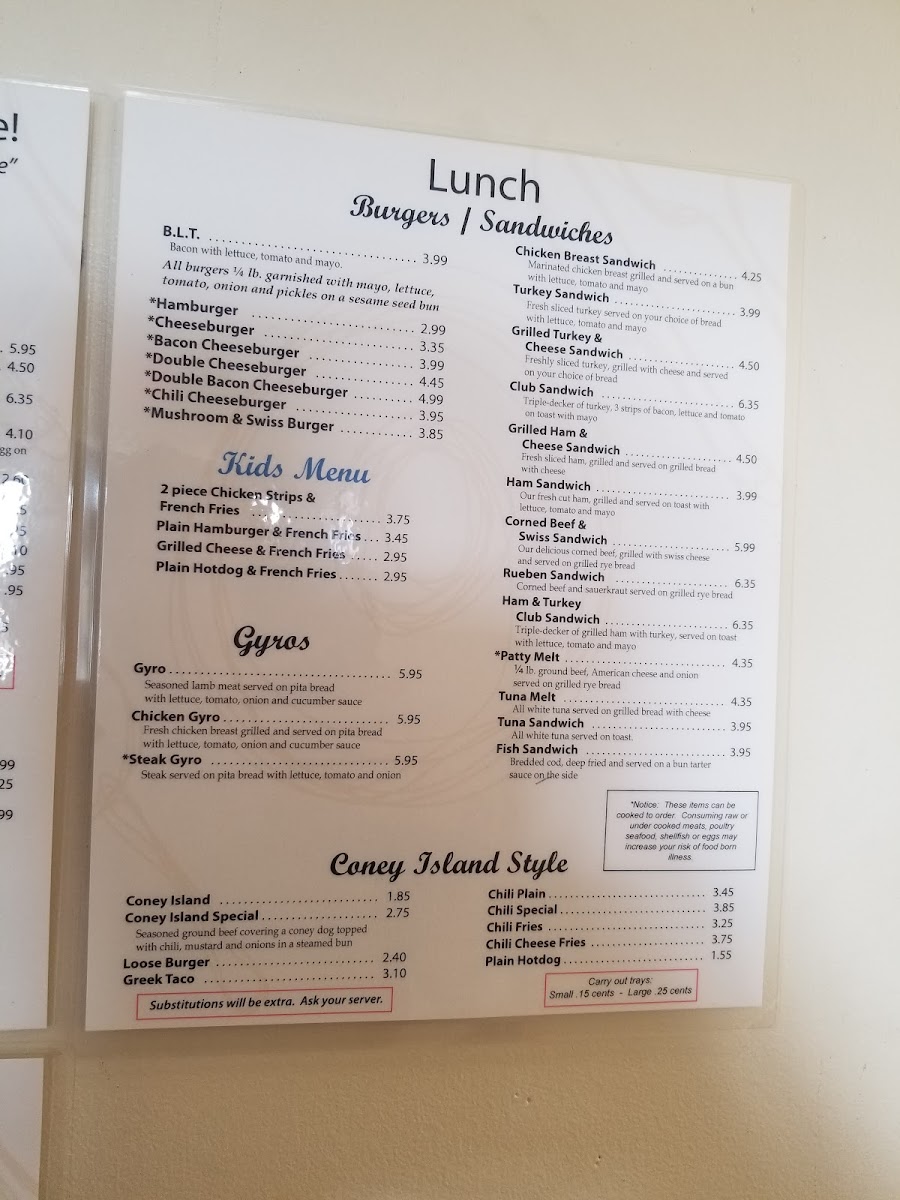 e!
e”
5.95
4.50
6.35
4.10
gg on
.95
.95
99
25
99
Lunch
Burgers / Sandwiches
B.L.T. 3.99
Bacon with lettuce, tomato and mayo.
All burgers ¼ lb. garnished with mayo, lettuce,
tomato, onion and pickles on a sesame seed bun
*Hamburger 2.99
*Cheeseburger 3.35
*Bacon Cheeseburger 3.99
*Double Cheeseburger 4.45
*Double Bacon Cheeseburger 4.99
*Chili Cheeseburger 3.95
*Mushroom & Swiss Burger 3.85
Kids Menu
2 piece Chicken Strips &
French Fries 3.75
Plain Hamburger & French Fries... 3.45
Grilled Cheese & French Fries ..... 2.95
Plain Hotdog & French Fries....... 2.95
Gyros
Gyro 5.95
Seasoned lamb meat served on pita bread
with lettuce, tomato, onion and cucumber sauce
Chicken Gyro 5.95
Fresh chicken breast grilled and served on pita bread
with lettuce, tomato, onion and cucumber sauce
*Steak Gyro 5.95
Steak served on pita bread with lettuce, tomato and onion
Chicken Breast Sandwich 4.25
Marinated chicken breast grilled and served on a bun
with lettuce, tomato and mayo
Turkey Sandwich 3.99
Fresh sliced turkey served on your choice of bread
with lettuce, tomato and mayo
Grilled Turkey &
Cheese Sandwich 4.50
Freshly sliced turkey, grilled with cheese and served
on your choice of bread
Club Sandwich 6.35
Triple-decker of turkey, 3 strips of bacon, lettuce and tomato
on toast with mayo
Grilled Ham &
Cheese Sandwich 4.50
Fresh sliced ham, grilled and served on grilled bread
with cheese
Ham Sandwich 3.99
Our fresh cut ham, grilled and served on toast with
lettuce, tomato and mayo
Corned Beef &
Swiss Sandwich 5.99
Our delicious corned beef, grilled with swiss cheese
and served on grilled rye bread
Rueben Sandwich 6.35
Corned beef and sauerkraut served on grilled rye bread
Ham & Turkey
Club Sandwich 6.35
Triple-decker of grilled ham with turkey, served on toast
with lettuce, tomato and mayo
*Patty Melt 4.35
¼ lb. ground beef, American cheese and onion
served on grilled rye bread
Tuna Melt 4.35
All white tuna served on grilled bread with cheese
Tuna Sandwich 3.95
All white tuna served on toast.
Fish Sandwich 3.95
Bredded cod, deep fried and served on a bun tarter
sauce on the side
*Notice: These items can be
cooked to order. Consuming raw or
under cooked meats, poultry
seafood, shellfish or eggs may
increase your risk of food born
illness.
Coney Island Style
Coney Island 1.85
Coney Island Special 2.75
Seasoned ground beef covering a coney dog topped
with chili, mustard and onions in a steamed bun
Loose Burger 2.40
Greek Taco 3.10
Substitutions will be extra. Ask your server.
Chili Plain 3.45
Chili Special 3.85
Chili Fries 3.25
Chili Cheese Fries 3.75
Plain Hotdog 1.55
Carry out trays:
Small .15 cents - Large .25 cents